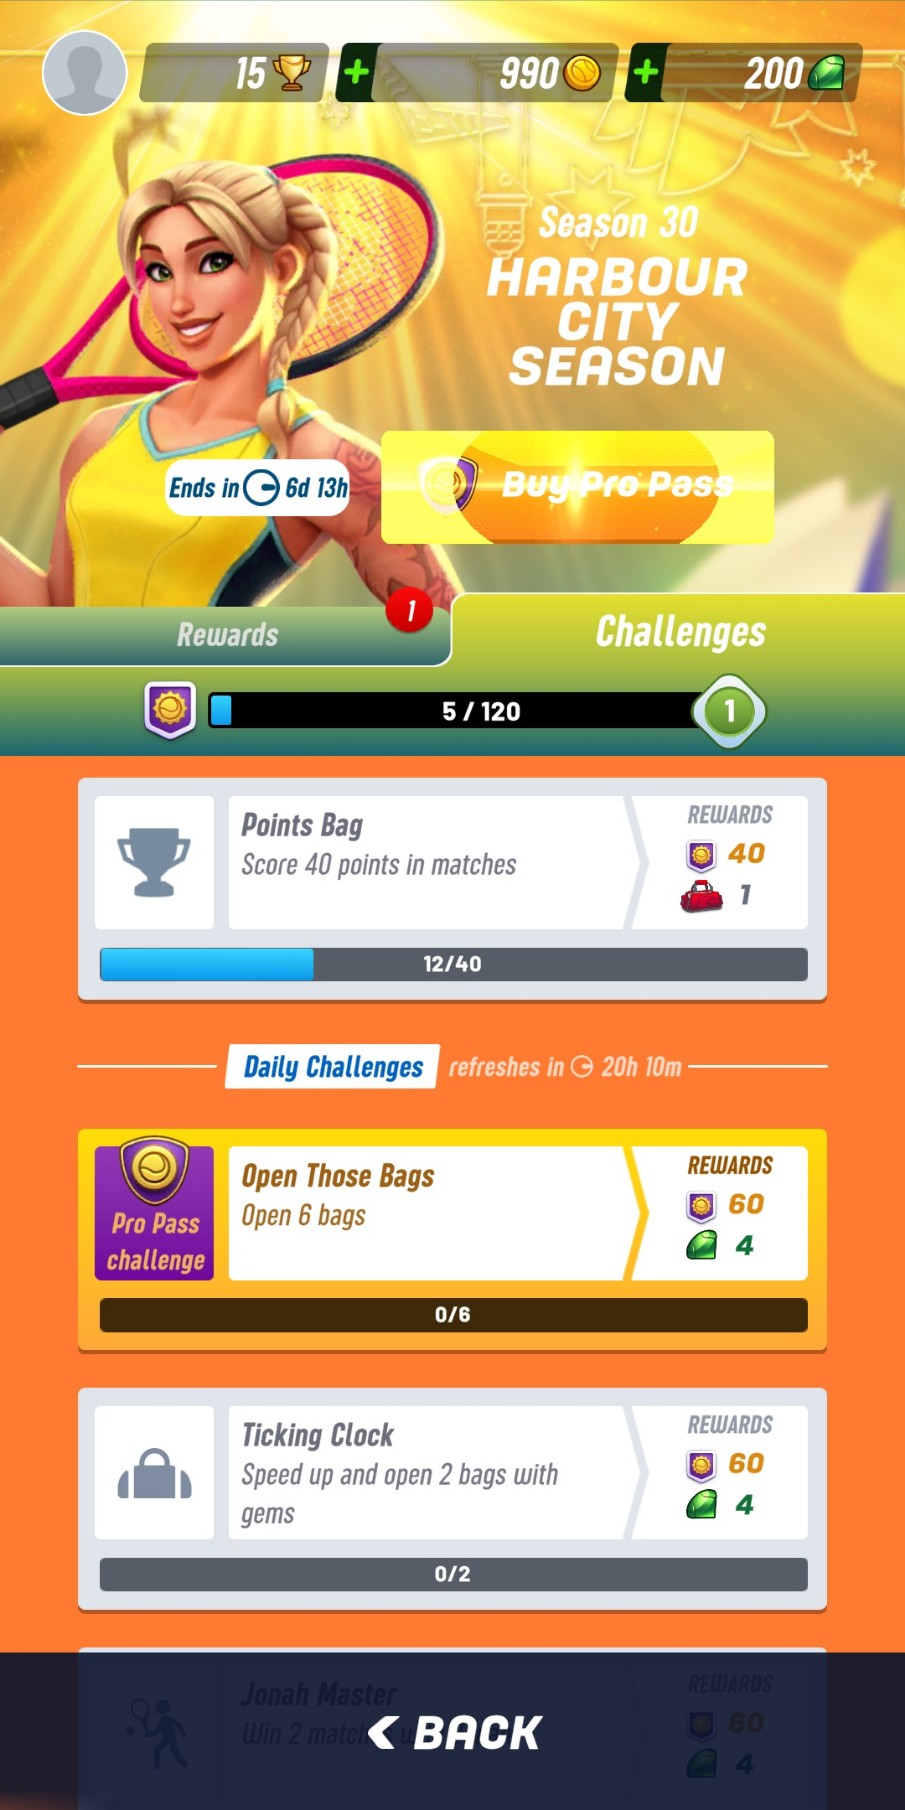 15
990
200
Season 30
HARBOUR
CITY
SEASON
Ends in 6d 13h
Buy Pro Pass
Rewards
1
Challenges
5 / 120
1
Points Bag
Score 40 points in matches
REWARDS
40
1
12/40
Daily Challenges refreshes in 20h 10m
Pro Pass
challenge
Open Those Bags
Open 6 bags
REWARDS
60
4
0/6
Ticking Clock
Speed up and open 2 bags with
gems
REWARDS
60
4
0/2
Jonah Master
Win 2
REWARDS
60
4
BACK